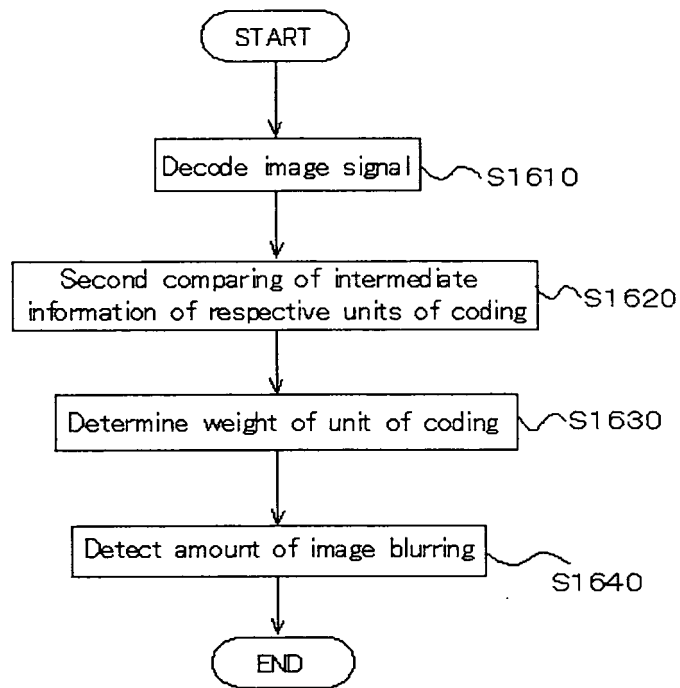 START
Decode image signal
S1610
Second comparing of intermediate
information of respective units of coding
S1620
Determine weight of unit of coding
S1630
Detect amount of image blurring
S1640
END